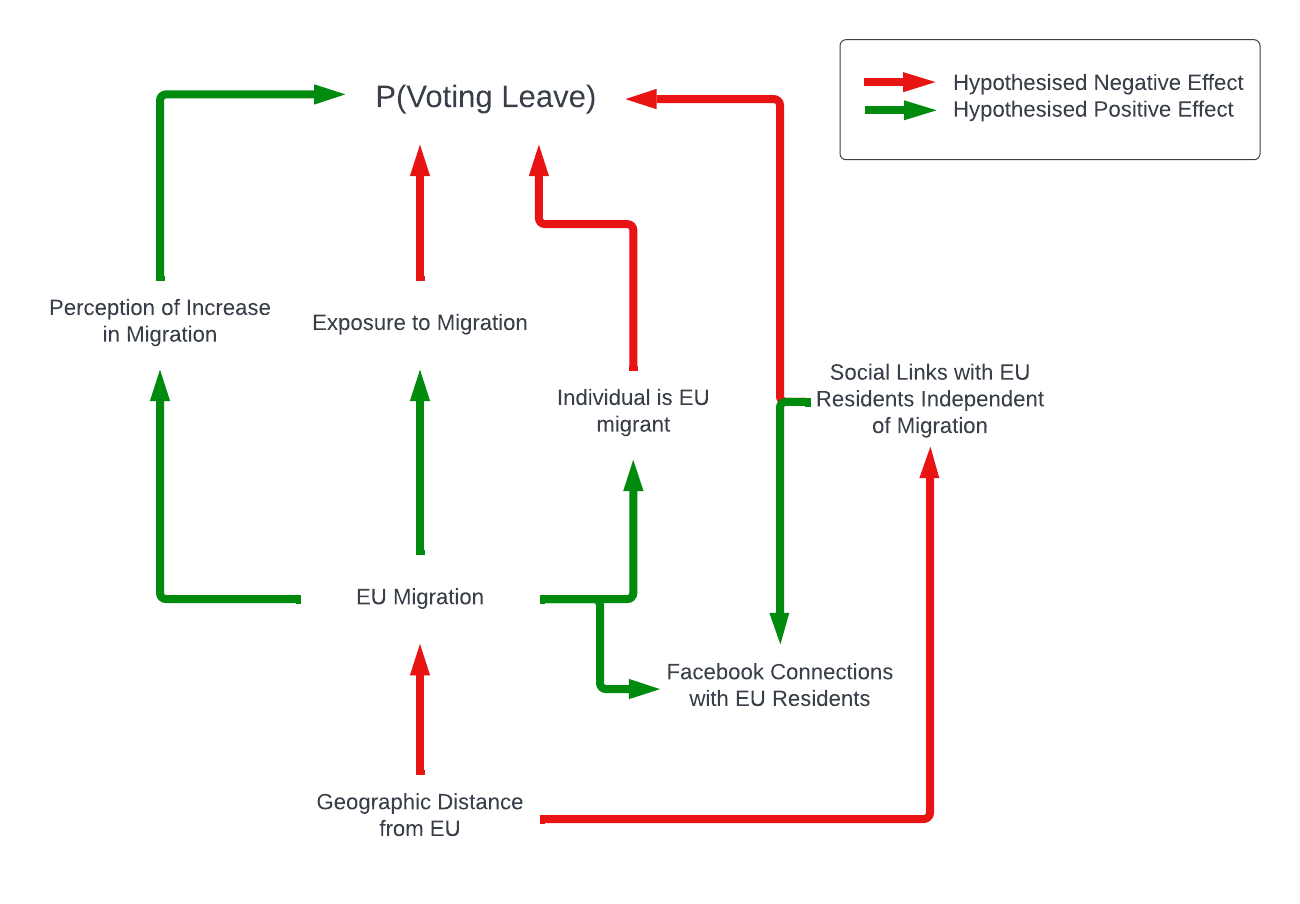 P(Voting Leave)
Hypothesised Negative Effect
Hypothesised Positive Effect
Perception of Increase
in Migration
Exposure to Migration
Individual is EU
migrant
Social Links with EU
Residents Independent
of Migration
EU Migration
Facebook Connections
with EU Residents
Geographic Distance
from EU